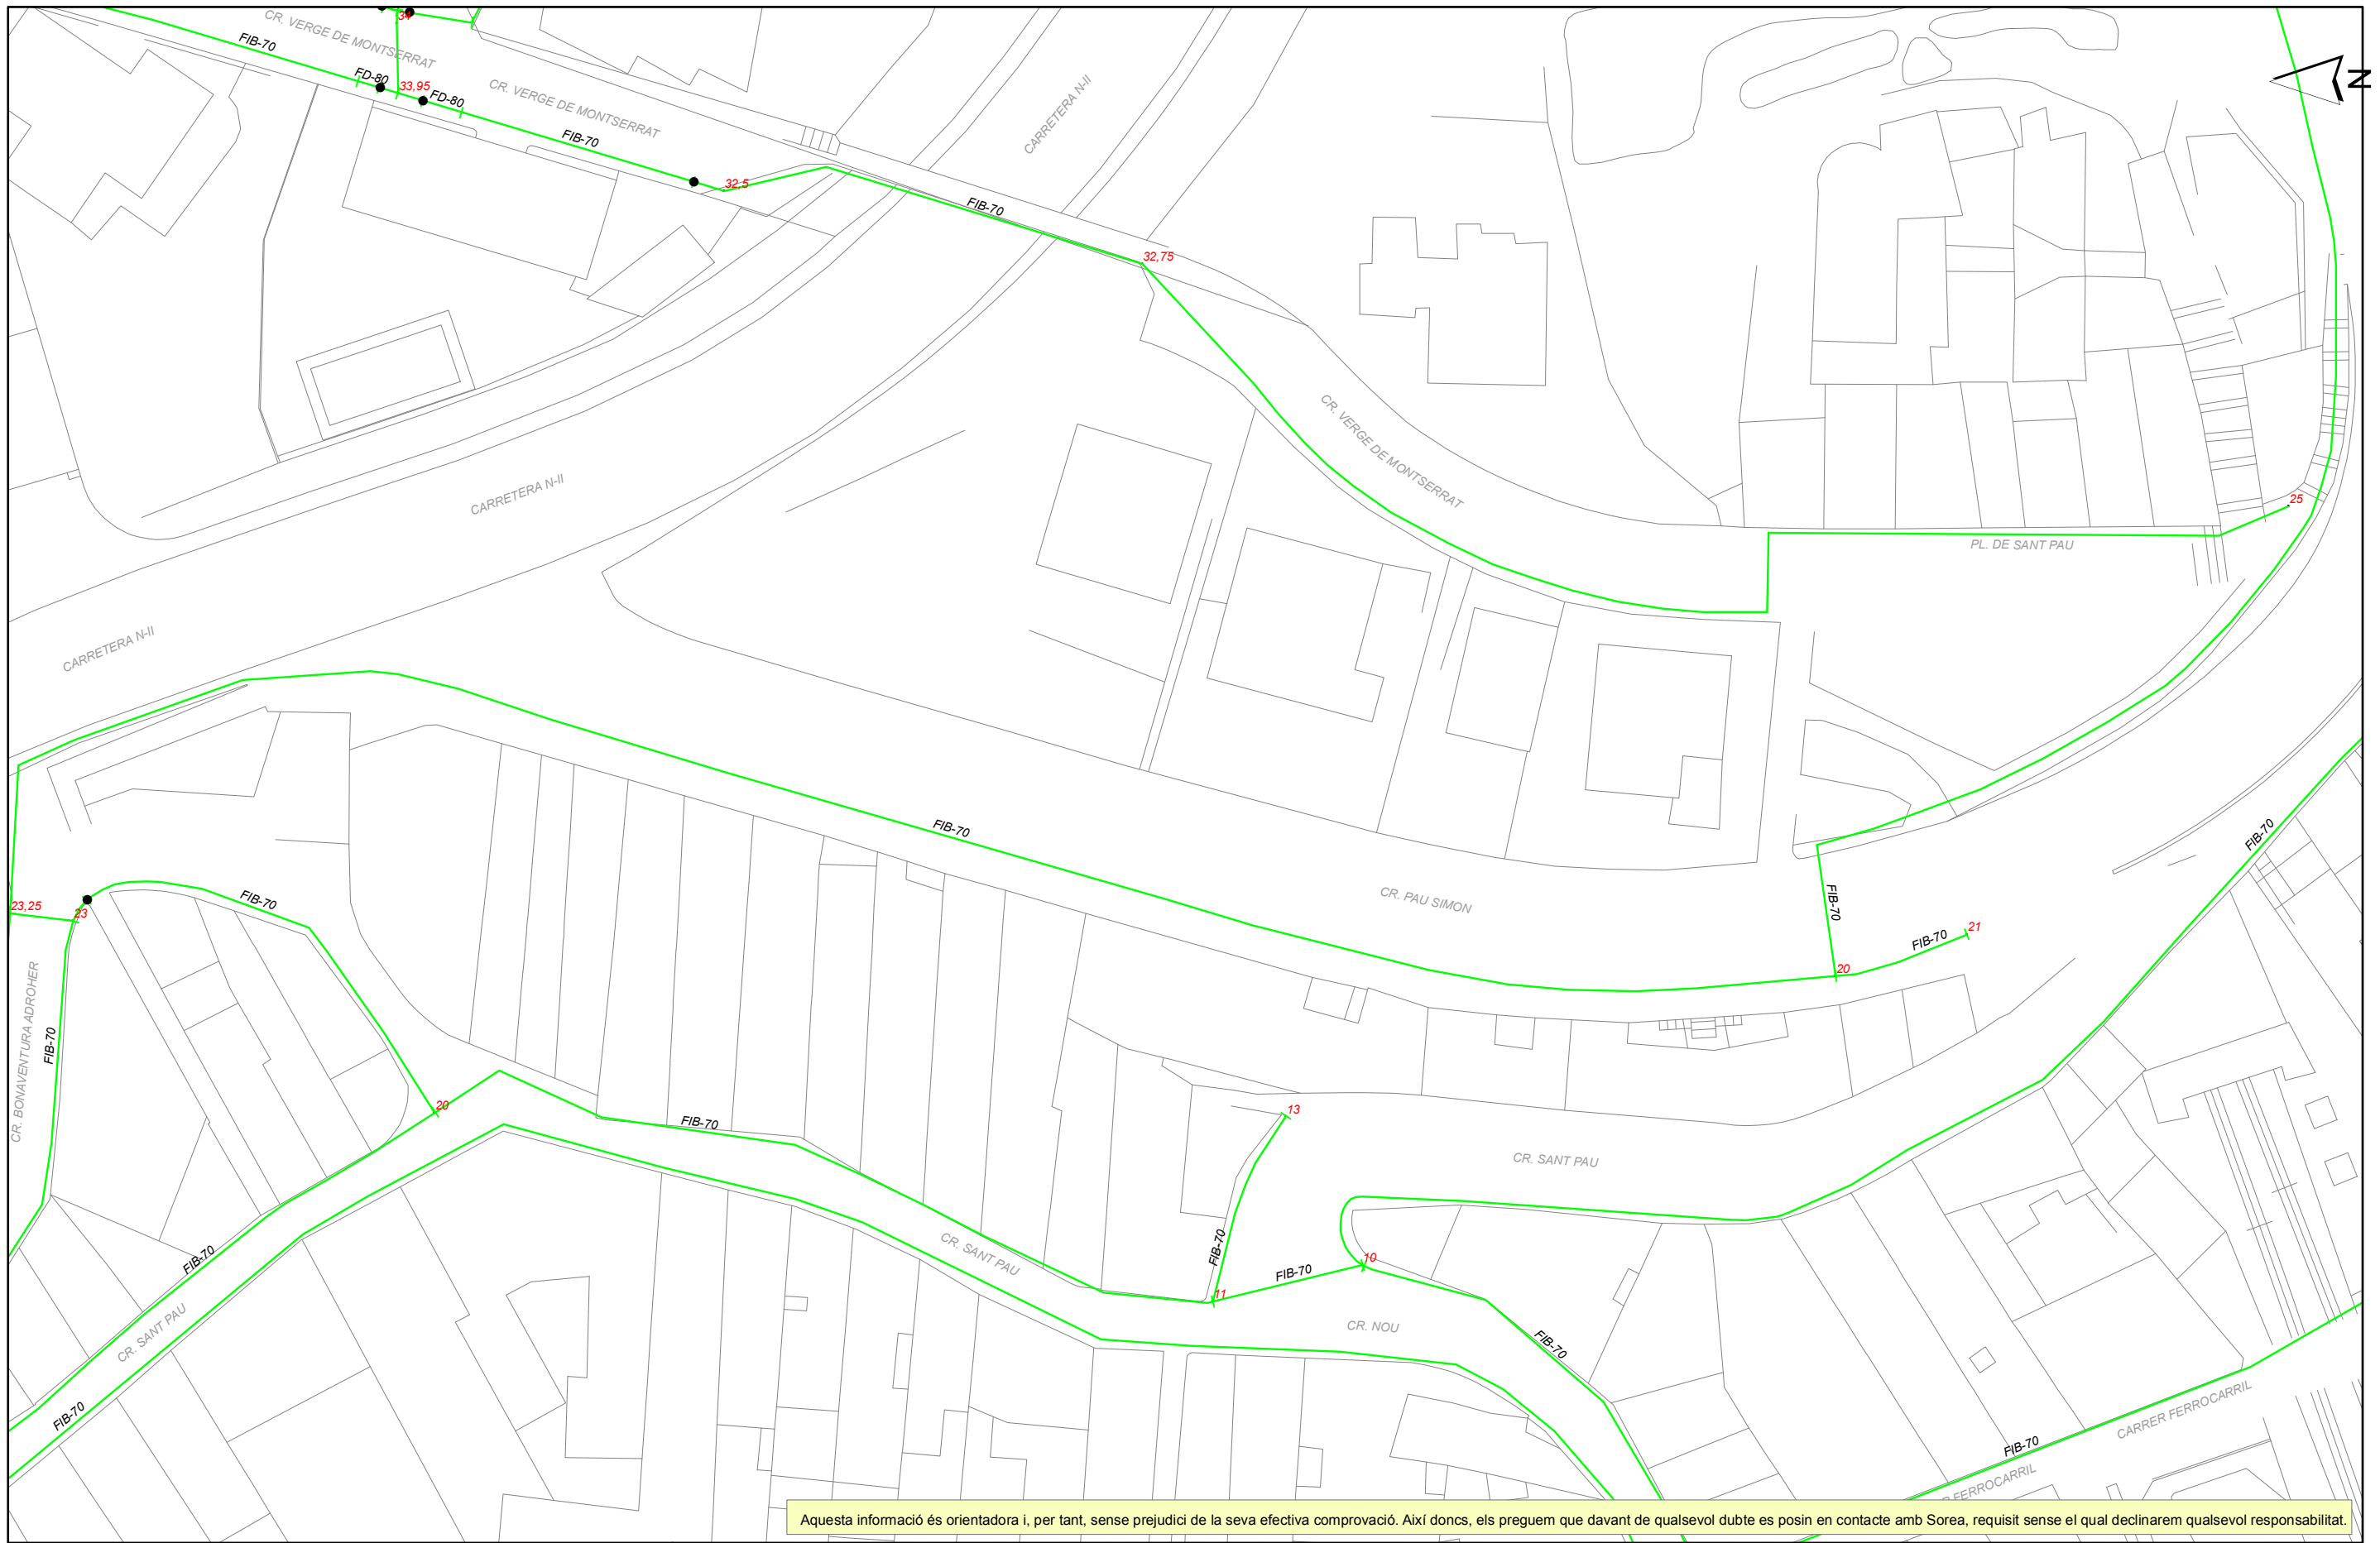 34
CR. VERGE DE MONTSERRAT
FIB-70
FD-80
33,95
FD-80
CR. VERGE DE MONTSERRAT
FIB-70
CARRETERA N-II
N
32,5
FIB-70
32,75
CR. VERGE DE MONTSERRAT
CARRETERA N-II
25
PL. DE SANT PAU
CARRETERA N-II
FIB-70
FIB-70
CR. PAU SIMON
FIB-70
FIB-70
21
20
23,25
23
FIB-70
CR. BONAVENTURA ADROHER
FIB-70
20
FIB-70
13
CR. SANT PAU
FIB-70
CR. SANT PAU
FIB-70
10
FIB-70
11
CR. NOU
FIB-70
CR. SANT PAU
FIB-70
CARRER FERROCARRIL
FIB-70
FERROCARRIL
Aquesta informació és orientadora i, per tant, sense prejudici de la seva efectiva comprovació. Així doncs, els preguem que davant de qualsevol dubte es posin en contacte amb Sorea, requisit sense el qual declinarem qualsevol responsabilitat.